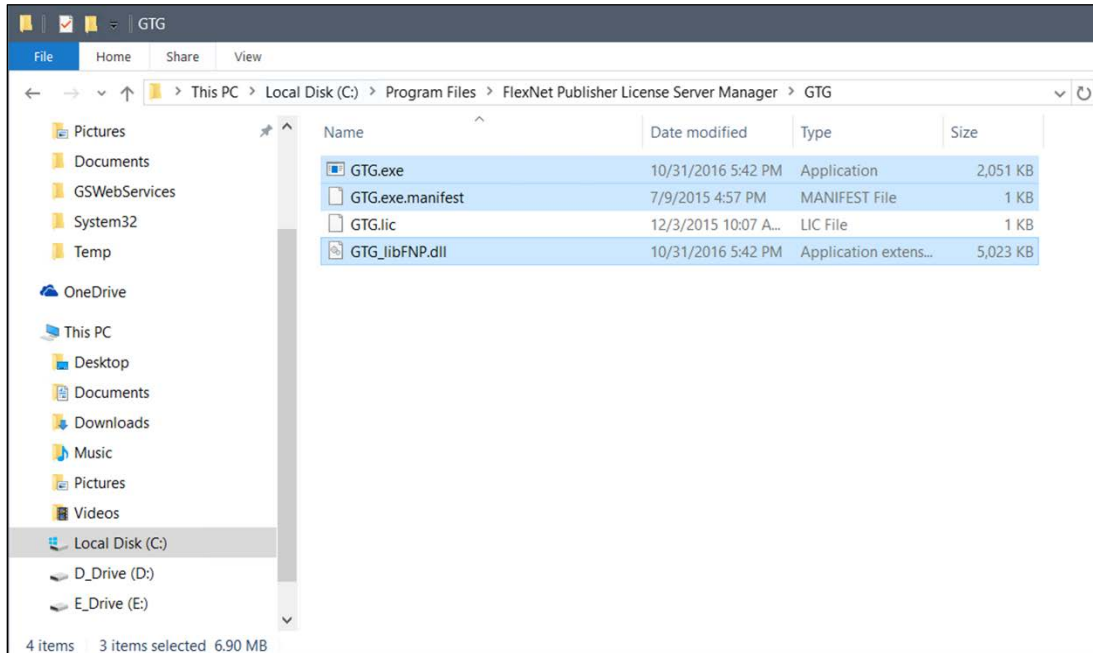 GTG
File Home Share View
This PC > Local Disk (C:) > Program Files > FlexNet Publisher License Server Manager > GTG
Pictures
Documents
GSWebServices
System32
Temp
OneDrive
This PC
Desktop
Documents
Downloads
Music
Pictures
Videos
Local Disk (C:)
D_Drive (D:)
E_Drive (E:)
Name Date modified Type Size
GTG.exe 10/31/2016 5:42 PM Application 2,051 KB
GTG.exe.manifest 7/9/2015 4:57 PM MANIFEST File 1 KB
GTG.lic 12/3/2015 10:07 A... LIC File 1 KB
GTG_libFNP.dll 10/31/2016 5:42 PM Application extens... 5,023 KB
4 items 3 items selected 6.90 MB